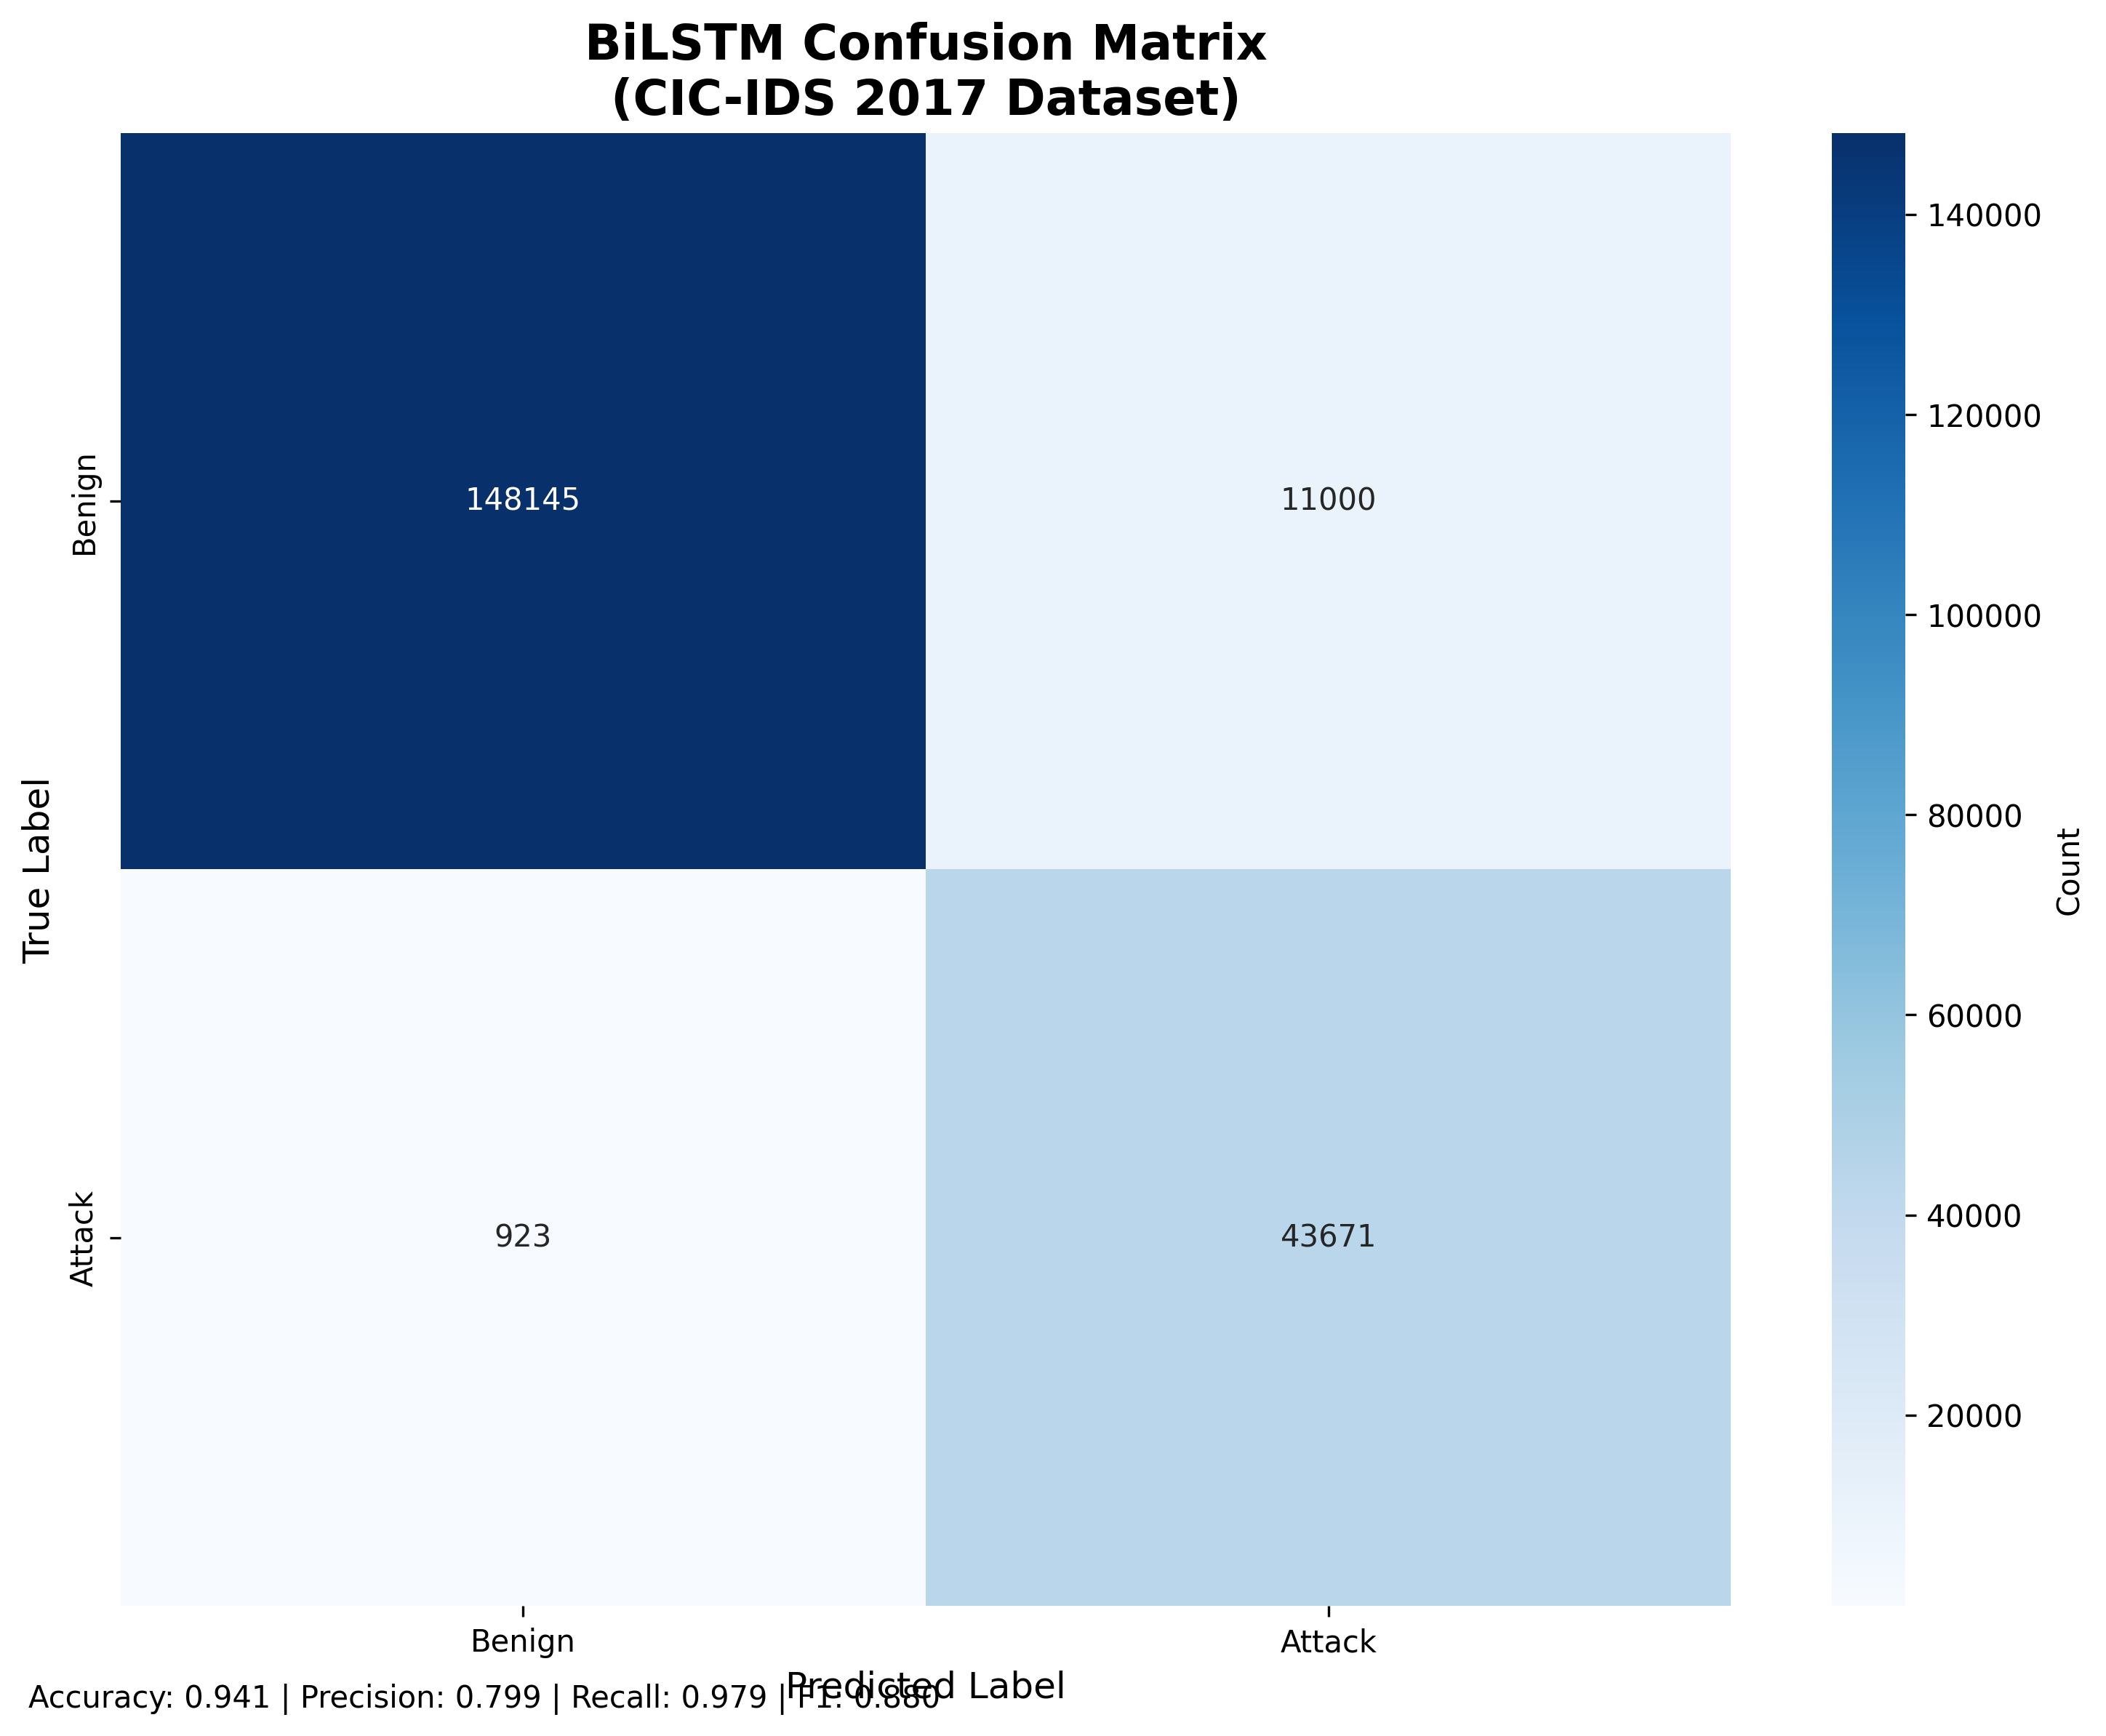 BiLSTM Confusion Matrix
(CIC-IDS 2017 Dataset)
True Label
Benign
Attack
148145
11000
923
43671
Benign
Attack
Predicted Label
Accuracy: 0.941 | Precision: 0.799 | Recall: 0.979 | F1: 0.880
140000
120000
100000
80000
60000
40000
20000
Count